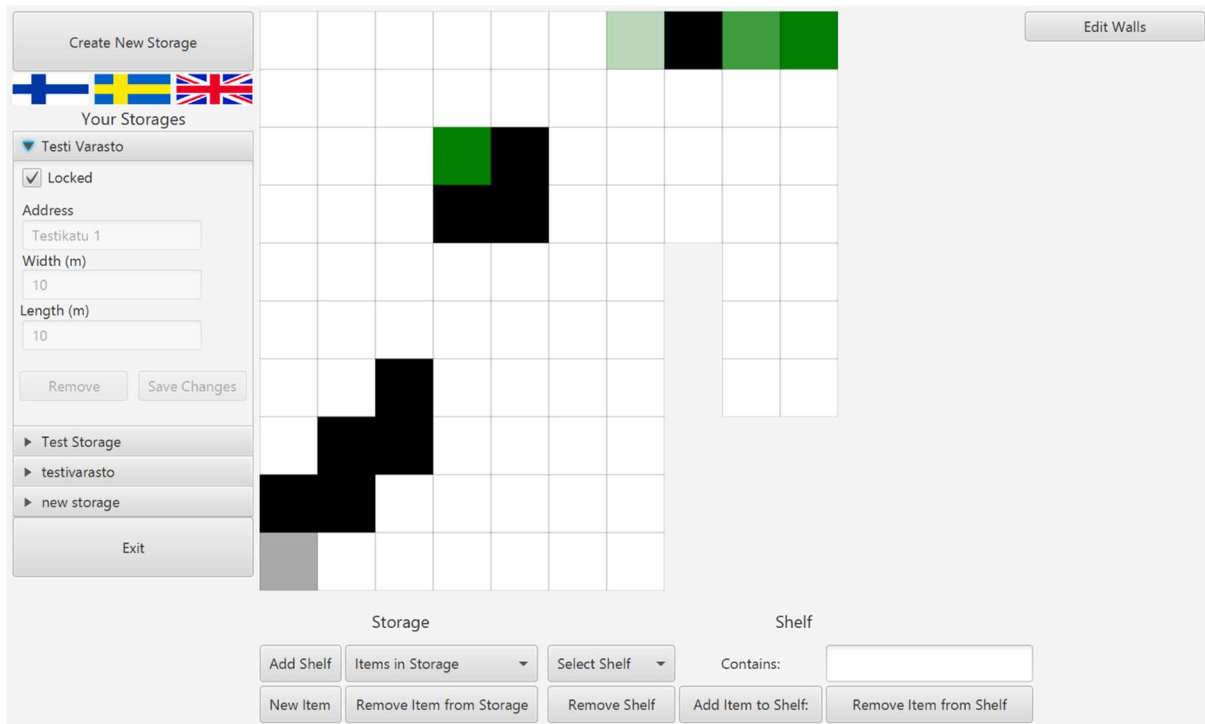 Create New Storage
Edit Walls
Your Storages
Testi Varasto
Locked
Address
Testikatu 1
Width (m)
10
Length (m)
10
Remove Save Changes
Test Storage
testivarasto
new storage
Exit
Storage Shelf
Add Shelf Items in Storage Select Shelf Contains:
New Item Remove Item from Storage Remove Shelf Add Item to Shelf: Remove Item from Shelf